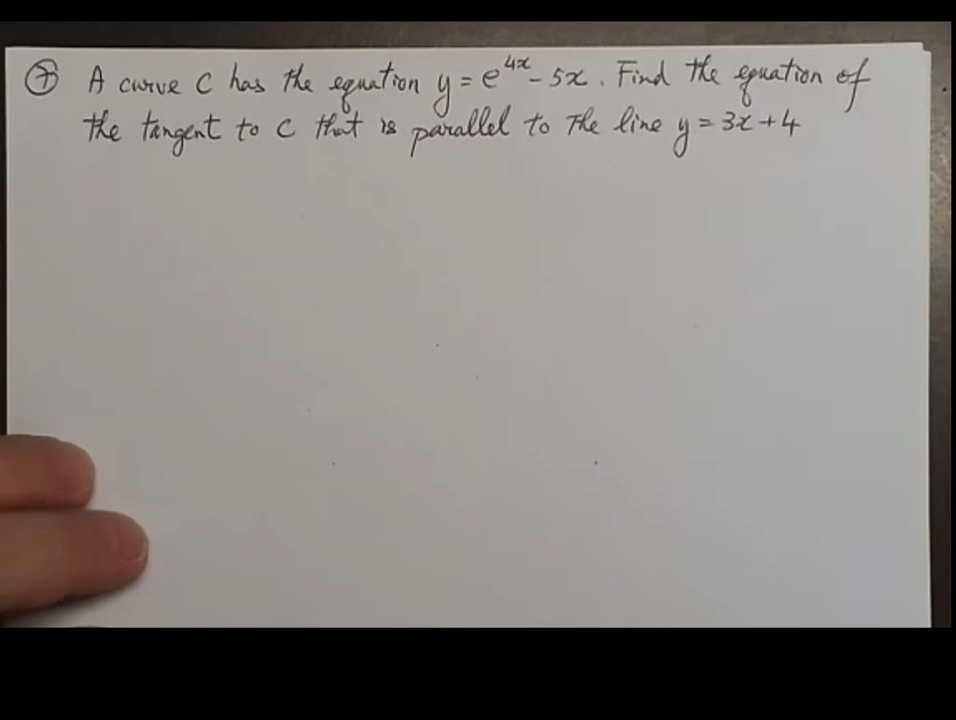 ⑦ A curve C has the equation y = e^{4x} - 5x. Find the equation of
the tangent to C that is parallel to the line y = 3x + 4